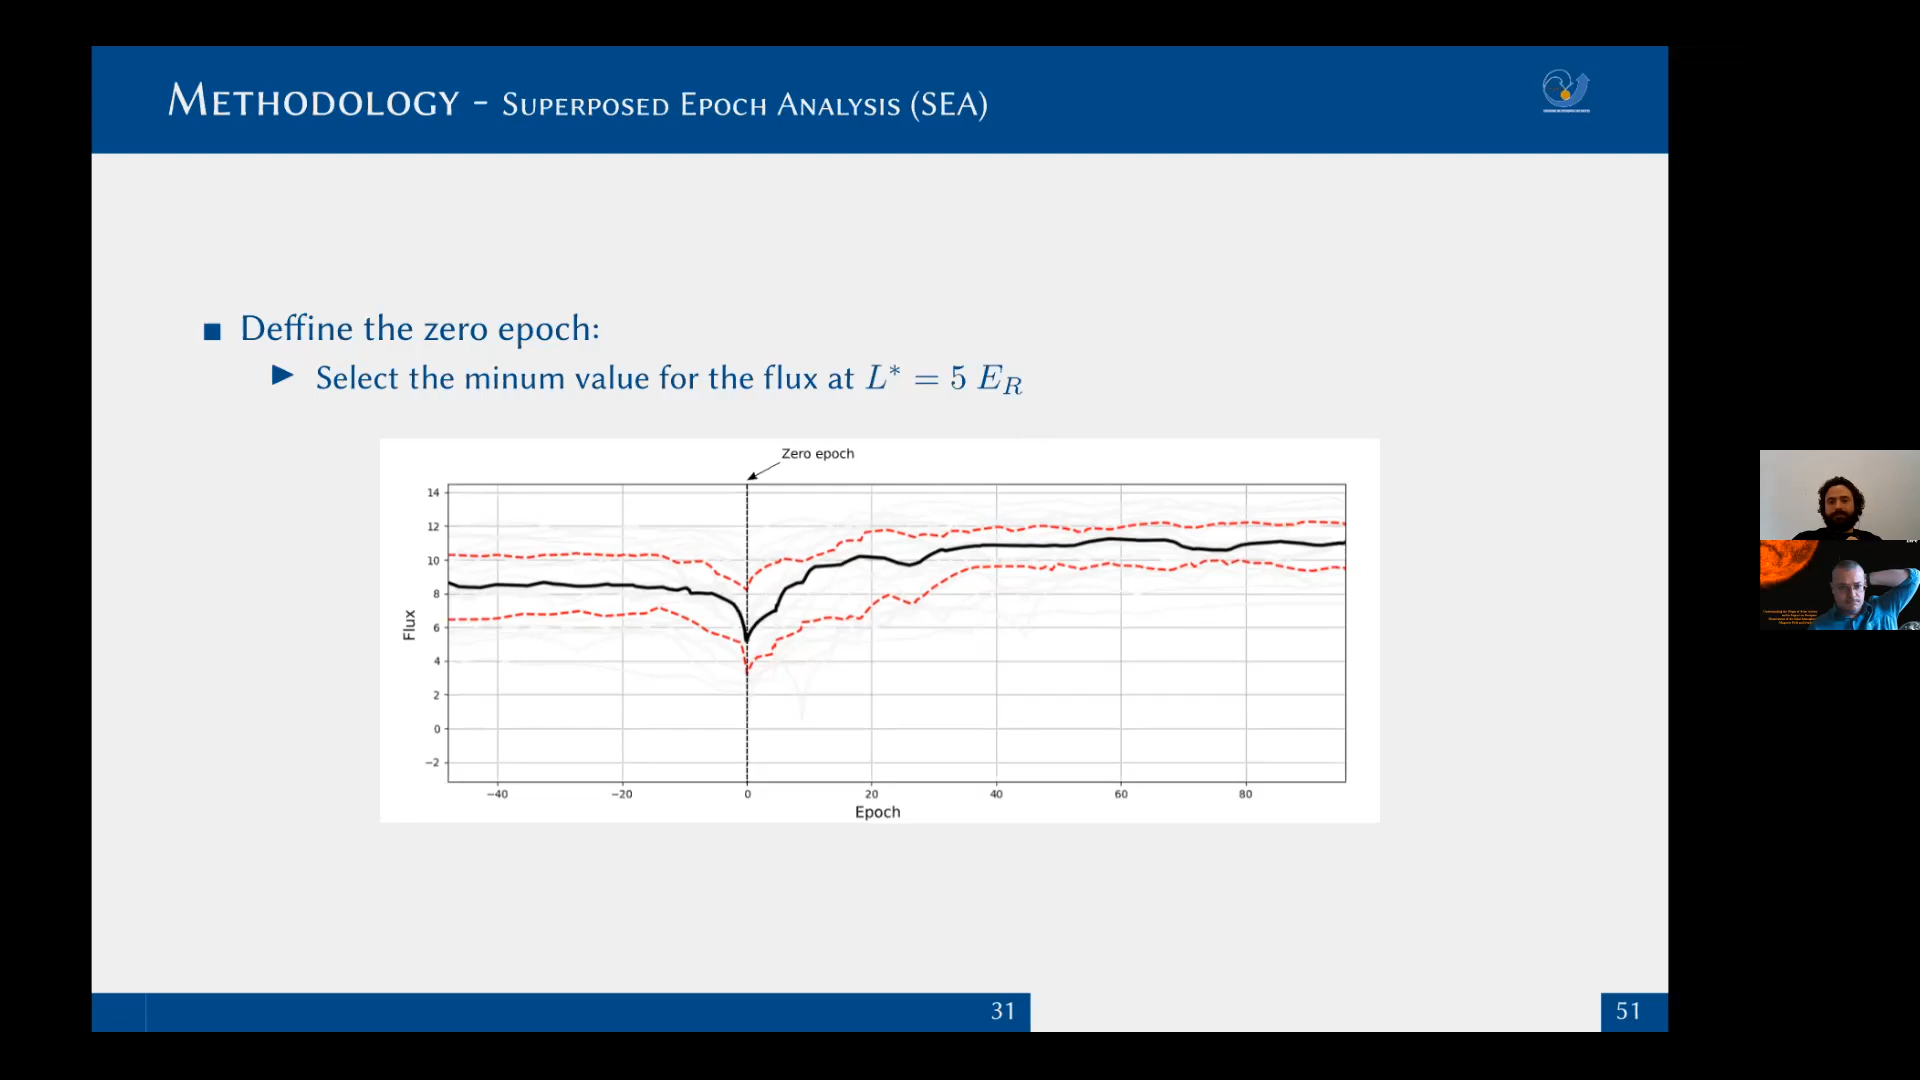 Methodology - Superposed Epoch Analysis (SEA)
■ Deffine the zero epoch:
▶ Select the minum value for the flux at L* = 5 E_R
Zero epoch
14
12
10
8
6
4
2
0
−2
Flux
−40 −20 0 20 40 60 80
Epoch
31
51